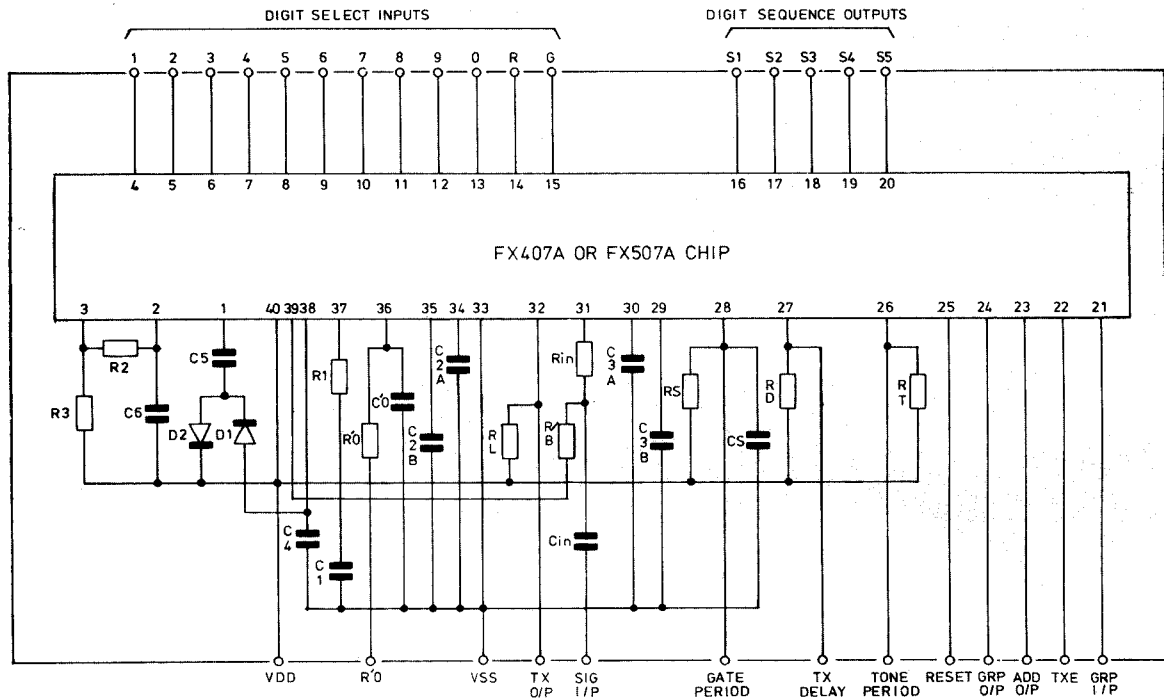 DIGIT SELECT INPUTS DIGIT SEQUENCE OUTPUTS
1 2 3 4 5 6 7 8 9 0 R G S1 S2 S3 S4 S5
4 5 6 7 8 9 10 11 12 13 14 15 16 17 18 19 20
FX407A OR FX507A CHIP
3 2 1 40 39 38 37 36 35 34 33 32 31 30 29 28 27 26 25 24 23 22 21
R2
C5
R3
C6
D2
D1
C4
R1
C1
R'0
C'0
C2B
C2A
RL
Rin
R'B
Cin
C3A
C3B
RS
CS
RD
RT
VDD R'0 VSS TX O/P SIG I/P GATE PERIOD TX DELAY TONE PERIOD RESET GRP O/P ADD O/P TXE GRP I/P